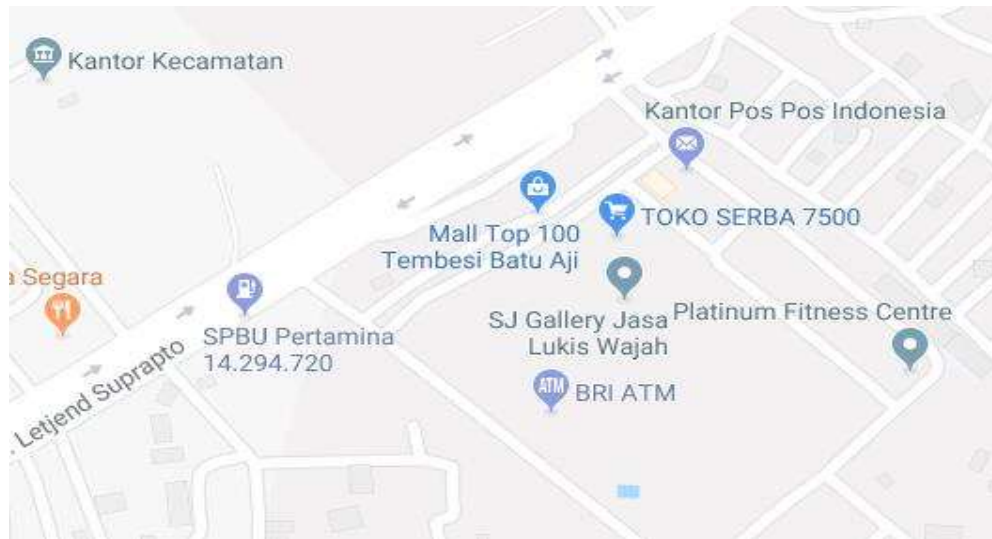 Kantor Kecamatan
Kantor Pos Pos Indonesia
Mall Top 100
Tembesi Batu Aji
TOKO SERBA 7500
a Segara
SPBU Pertamina
14.294.720
SJ Gallery Jasa
Lukis Wajah
Platinum Fitness Centre
ATM
BRI ATM
. Letjend Suprapto